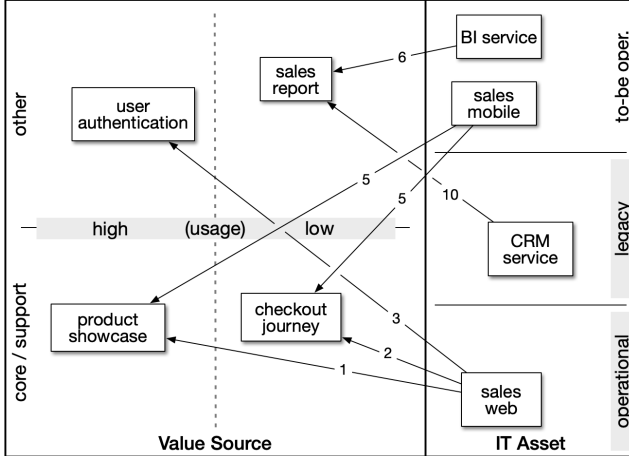 BI service
to-be oper.
6
sales
report
other
user
authentication
sales
mobile
5
5
10
legacy
high
(usage)
low
CRM
service
core / support
product
showcase
checkout
journey
3
2
1
sales
web
operational
Value Source
IT Asset